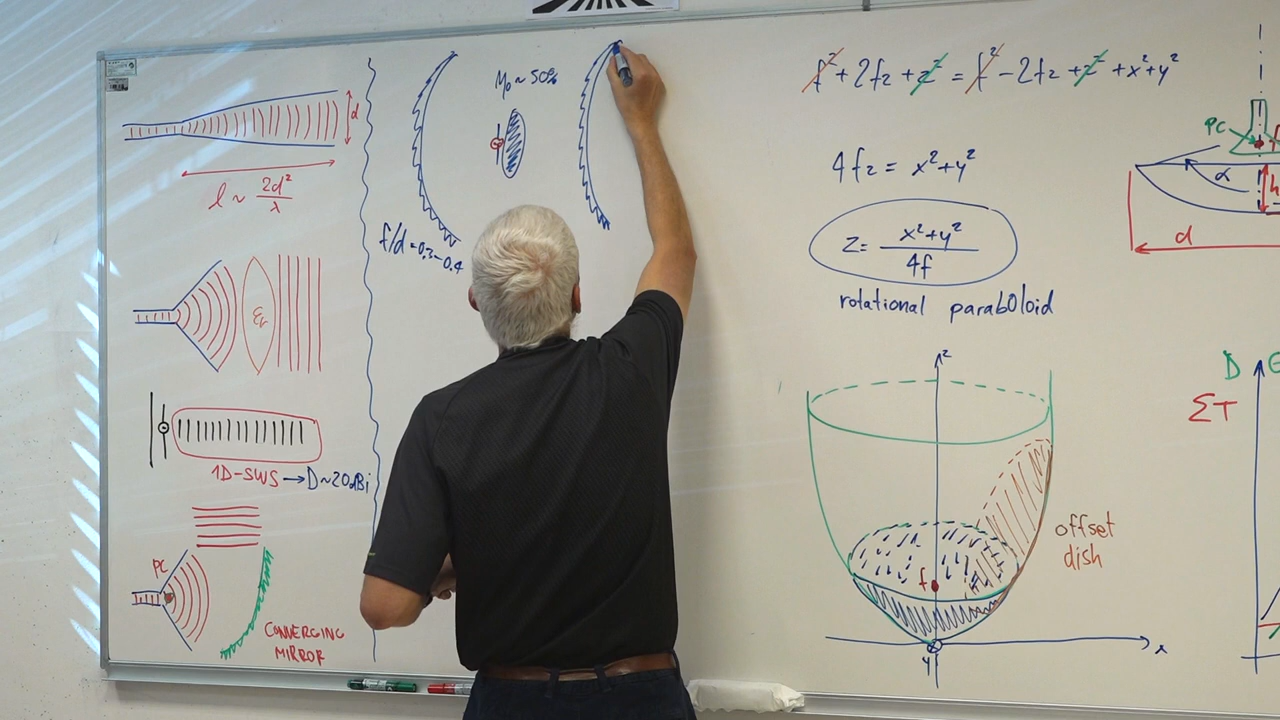 d
l ~ 2d²/λ
εr
1D-SWS → D~20dBi
PC
CONVERGING
MIRROR
f/d=0.3-0.4
M₀ ~ 50%
f² + 2fz + z² = f² - 2fz + z² + x² + y²
4fz = x² + y²
z = x²+y²/4f
rotational paraboloid
z
f
offset
dish
x
y
PC
f
α
h
d
D
G
ΣT